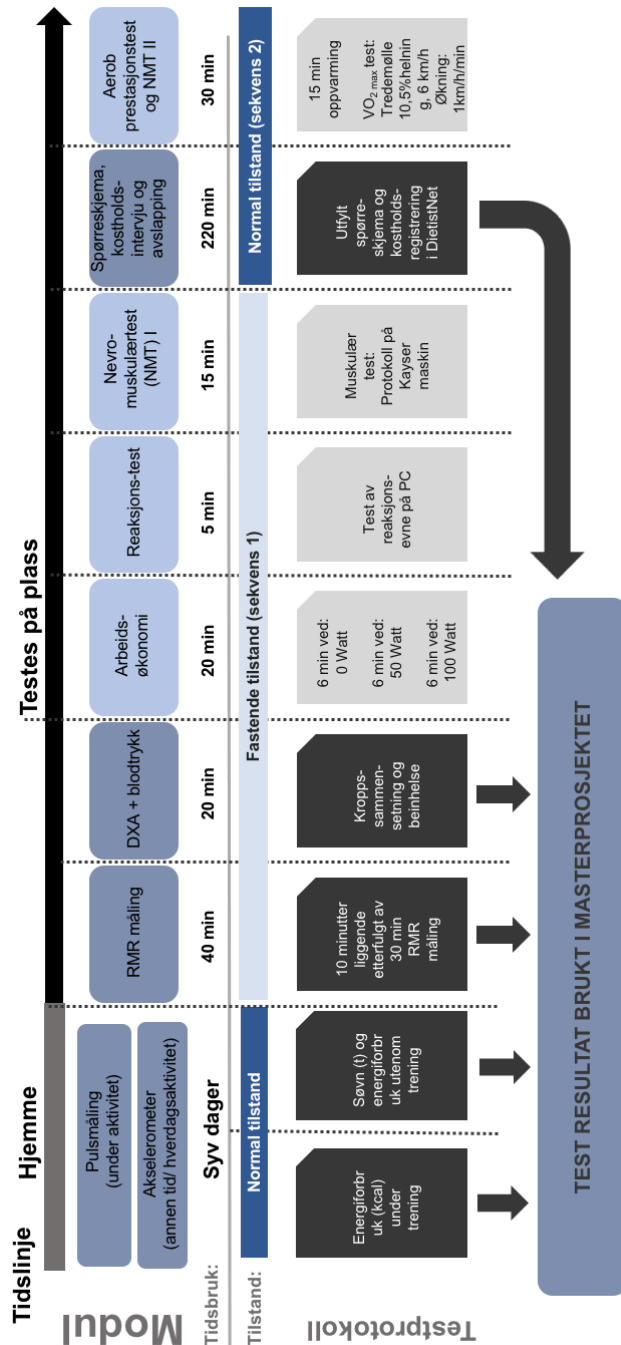 Tidslinje
Hjemme
Testes på plass
Modul
Pulsmåling
(under aktivitet)
Akselerometer
(annen tid/ hverdagsaktivitet)
RMR måling
DXA + blodtrykk
Arbeids-
økonomi
Reaksjons-test
Nevro-
muskulærtest
(NMT) I
Spørreskjema,
kostholds-
intervju og
avslapping
Aerob
prestasjonstest
og NMT II
Tidsbruk:
Syv dager
40 min
20 min
20 min
5 min
15 min
220 min
30 min
Tilstand:
Normal tilstand
Fastende tilstand (sekvens 1)
Normal tilstand (sekvens 2)
Testprotokoll
Energiforbr
uk (kcal)
under
trening
Søvn (t) og
energiforbr
uk utenom
trening
10 minutter
liggende
etterfulgt av
30 min
RMR
måling
Kropps-
sammen-
setning og
beinhelse
6 min ved:
0 Watt
6 min ved:
50 Watt
6 min ved:
100 Watt
Test av
reaksjons-
evne på PC
Muskulær
test:
Protokoll på
Kayser
maskin
Utfylt
spørre-
skjema og
kostholds-
registrering
i DietistNet
15 min
oppvarming
VO2 max test:
Tredemølle
10,5%helnin
g, 6 km/h
Økning:
1km/h/min
TEST RESULTAT BRUKT I MASTERPROSJEKTET